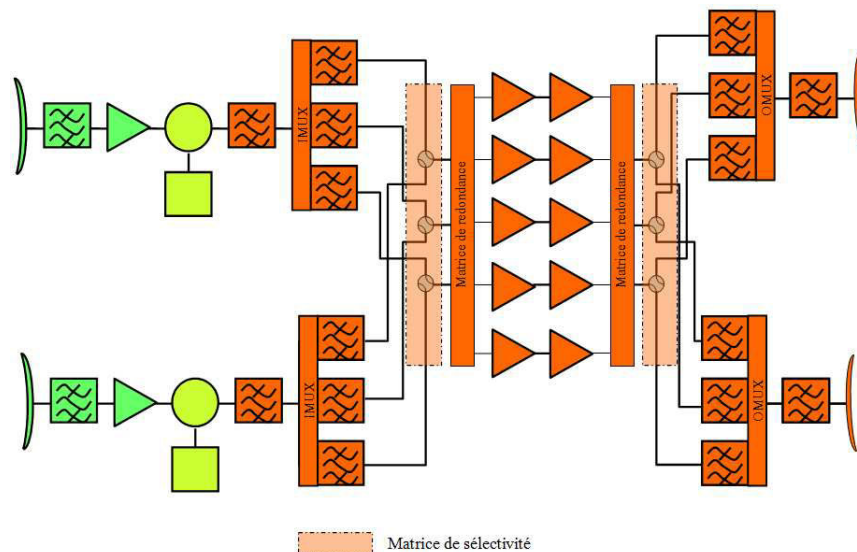 IMUX
Matrice de redondance
Matrice de redondance
OMUX
IMUX
OMUX
Matrice de sélectivité